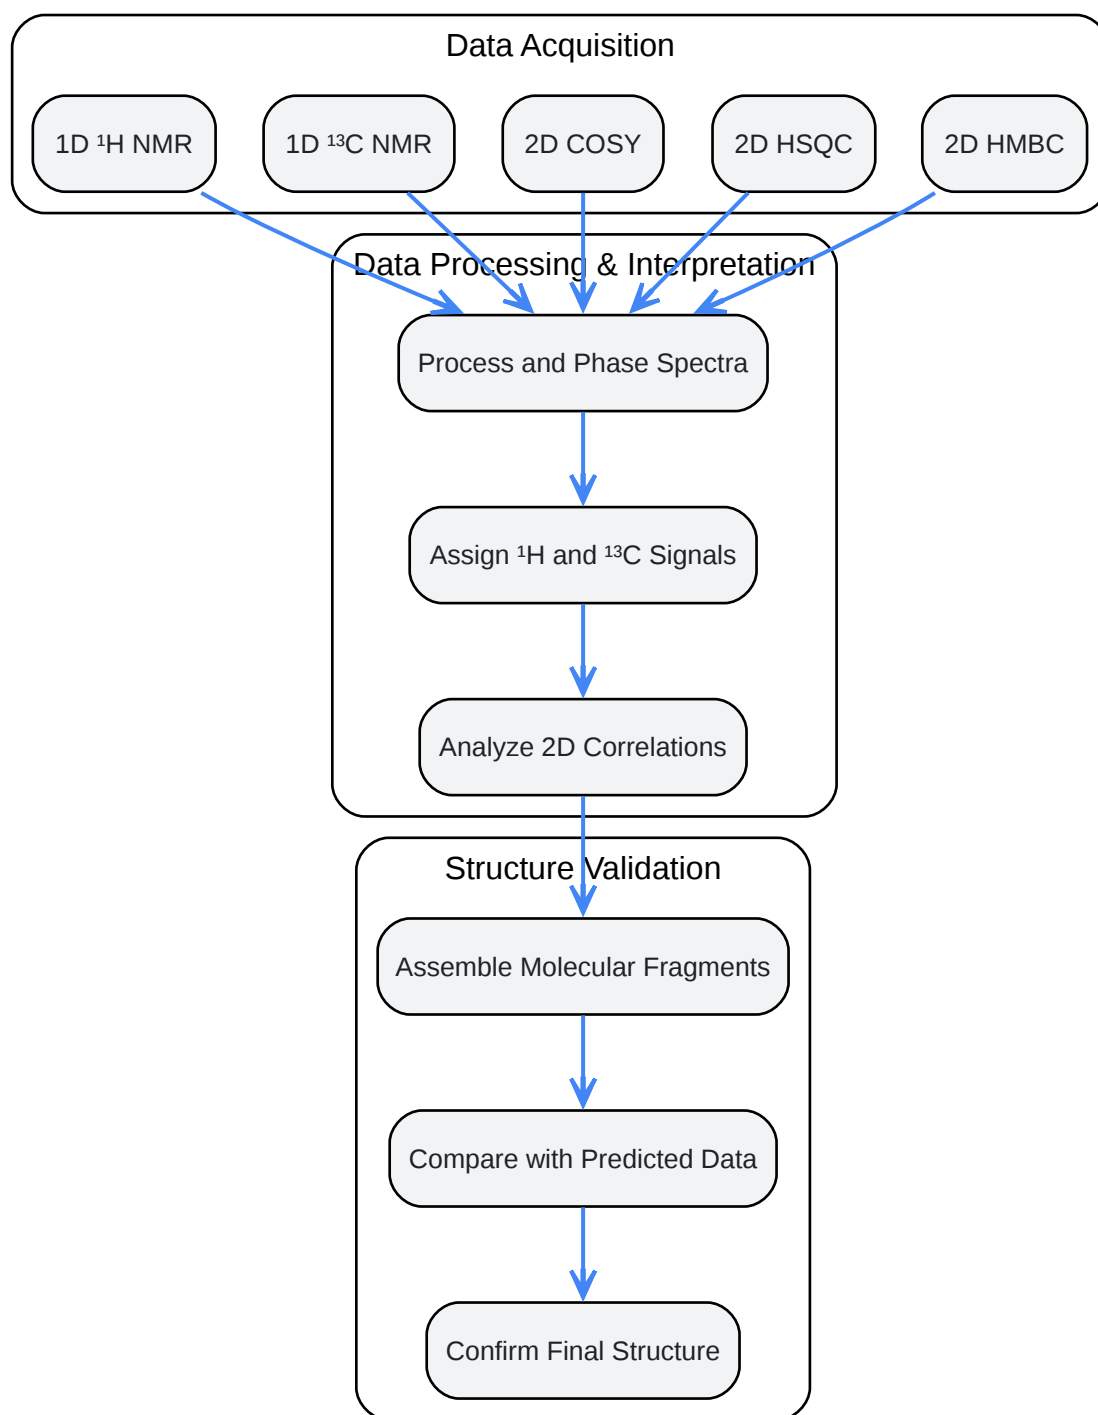 Data Acquisition
1D ¹H NMR
1D ¹³C NMR
2D COSY
2D HSQC
2D HMBC
Data Processing & Interpretation
Process and Phase Spectra
Assign ¹H and ¹³C Signals
Analyze 2D Correlations
Structure Validation
Assemble Molecular Fragments
Compare with Predicted Data
Confirm Final Structure